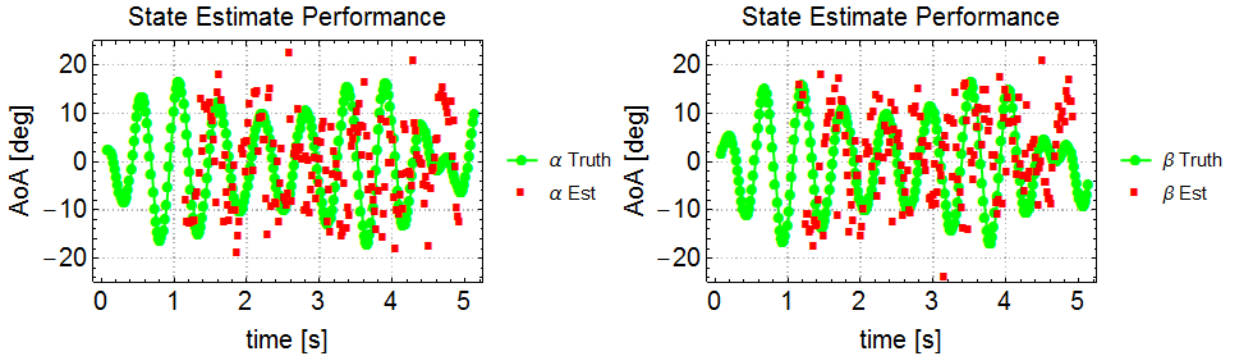 State Estimate Performance
20
10
0
−10
−20
AoA [deg]
0 1 2 3 4 5
time [s]
α Truth
α Est
State Estimate Performance
20
10
0
−10
−20
AoA [deg]
0 1 2 3 4 5
time [s]
β Truth
β Est